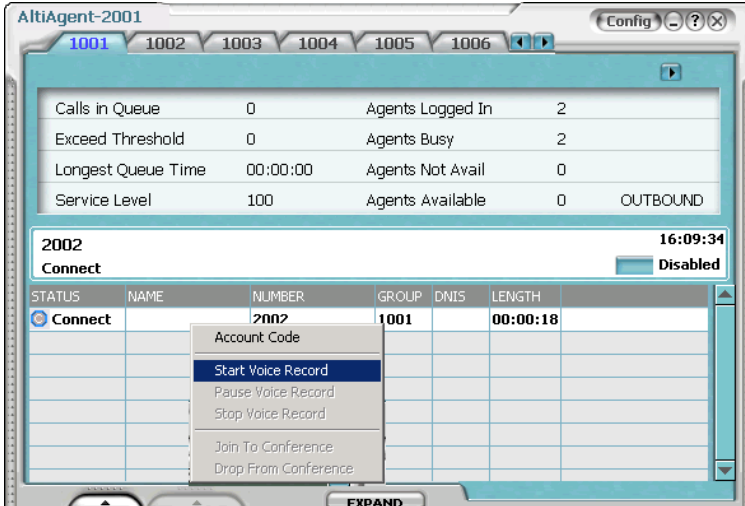 AltiAgent-2001 Config ?
1001 1002 1003 1004 1005 1006
Calls in Queue 0 Agents Logged In 2
Exceed Threshold 0 Agents Busy 2
Longest Queue Time 00:00:00 Agents Not Avail 0
Service Level 100 Agents Available 0 OUTBOUND
2002 16:09:34
Connect Disabled
STATUS NAME NUMBER GROUP DNIS LENGTH
Connect 2002 1001 00:00:18
Account Code
Start Voice Record
Pause Voice Record
Stop Voice Record
Join To Conference
Drop From Conference
EXPAND